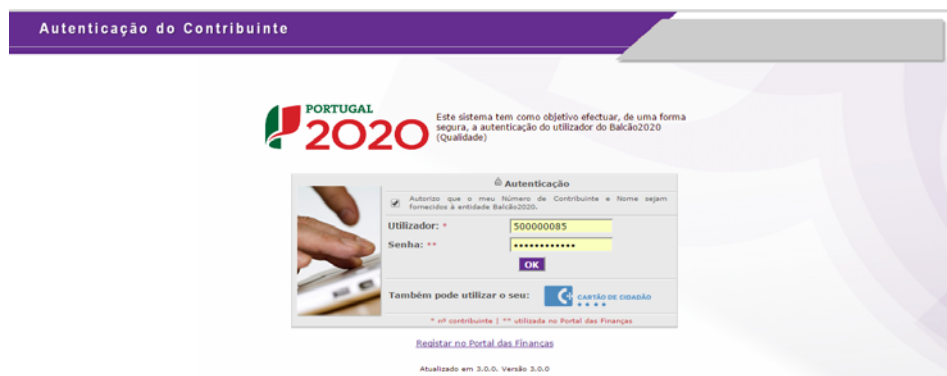 Autenticação do Contribuinte
PORTUGAL
2020
Este sistema tem como objetivo efectuar, de uma forma
segura, a autenticação do utilizador do Balcão2020
(Qualidade)
Autenticação
Autorizo que o meu Número de Contribuinte e Nome sejam
fornecidos à entidade Balcão2020.
Utilizador: * 500000085
Senha: ** ••••••••••••
OK
Também pode utilizar o seu: CARTÃO DE CIDADÃO
* nº contribuinte | ** utilizada no Portal das Finanças
Registar no Portal das Finanças
Atualizado em 3.0.0. Versão 3.0.0